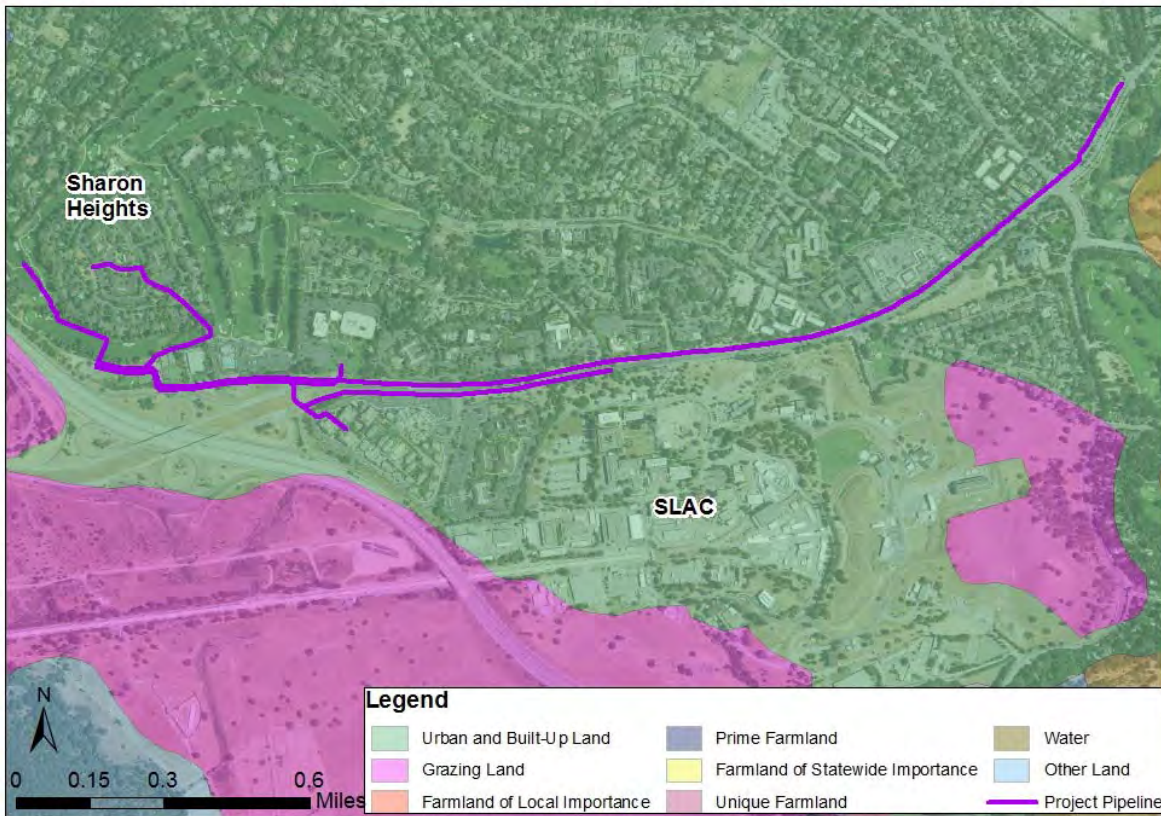 Sharon
Heights
SLAC
N
0 0.15 0.3 0.6
Miles
Legend
Urban and Built-Up Land
Grazing Land
Farmland of Local Importance
Prime Farmland
Farmland of Statewide Importance
Unique Farmland
Water
Other Land
Project Pipeline